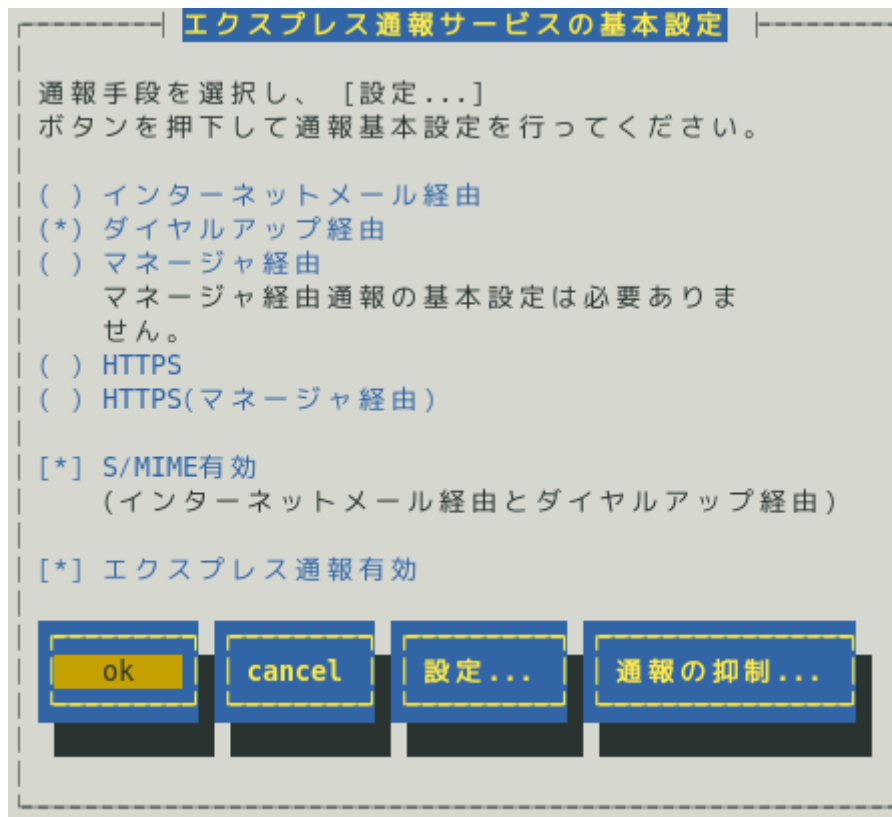 エクスプレス通報サービスの基本設定
通報手段を選択し、 [設定...]
ボタンを押下して通報基本設定を行ってください。
( ) インターネットメール経由
(*) ダイヤルアップ経由
( ) マネージャ経由
マネージャ経由通報の基本設定は必要ありま
せん。
( ) HTTPS
( ) HTTPS(マネージャ経由)
[*] S/MIME有効
(インターネットメール経由とダイヤルアップ経由)
[*] エクスプレス通報有効
ok cancel 設定... 通報の抑制...